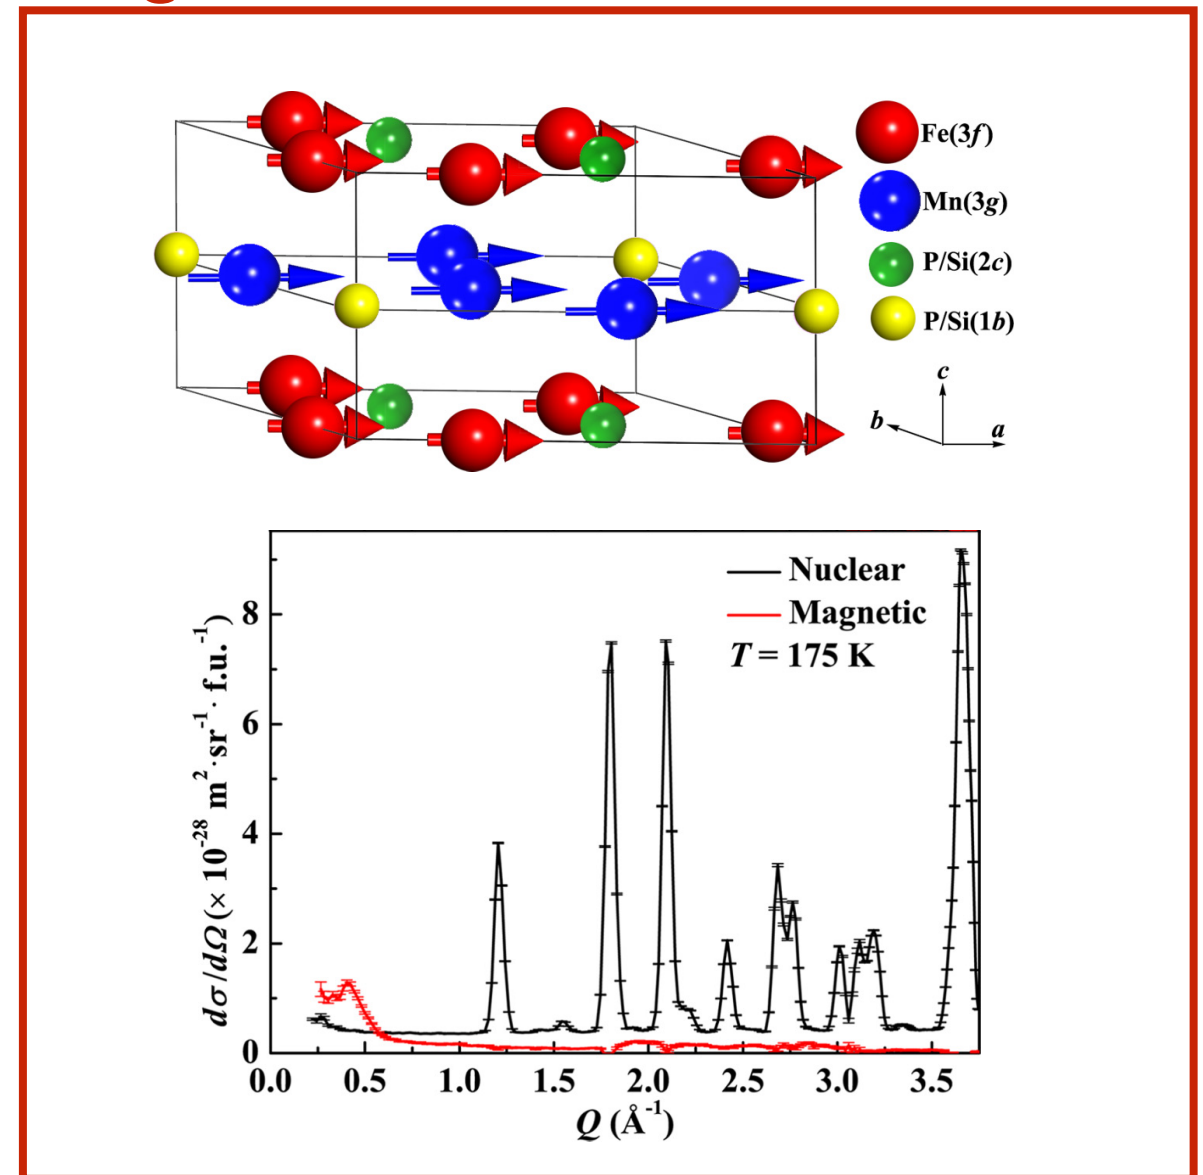 Fe(3f)
Mn(3g)
P/Si(2c)
P/Si(1b)
c
b
a
Nuclear
Magnetic
T = 175 K
8
6
4
2
0
dσ/dΩ (× 10⁻²⁸ m²·sr⁻¹· f.u.⁻¹)
0.0 0.5 1.0 1.5 2.0 2.5 3.0 3.5
Q (Å⁻¹)